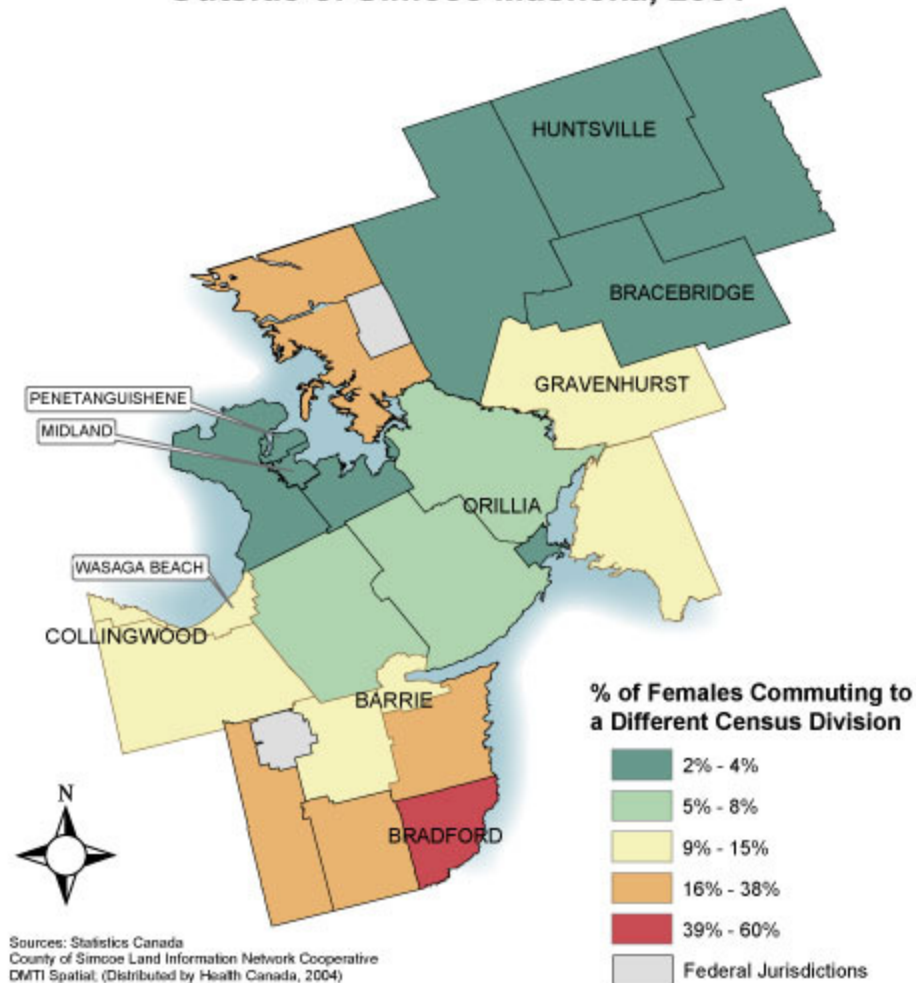 HUNTSVILLE
BRACEBRIDGE
GRAVENHURST
PENETANGUISHENE
MIDLAND
ORILLIA
WASAGA BEACH
COLLINGWOOD
BARRIE
BRADFORD
% of Females Commuting to
a Different Census Division
2% - 4%
5% - 8%
9% - 15%
16% - 38%
39% - 60%
Federal Jurisdictions
N
Sources: Statistics Canada
County of Simcoe Land Information Network Cooperative
DMTI Spatial; (Distributed by Health Canada, 2004)